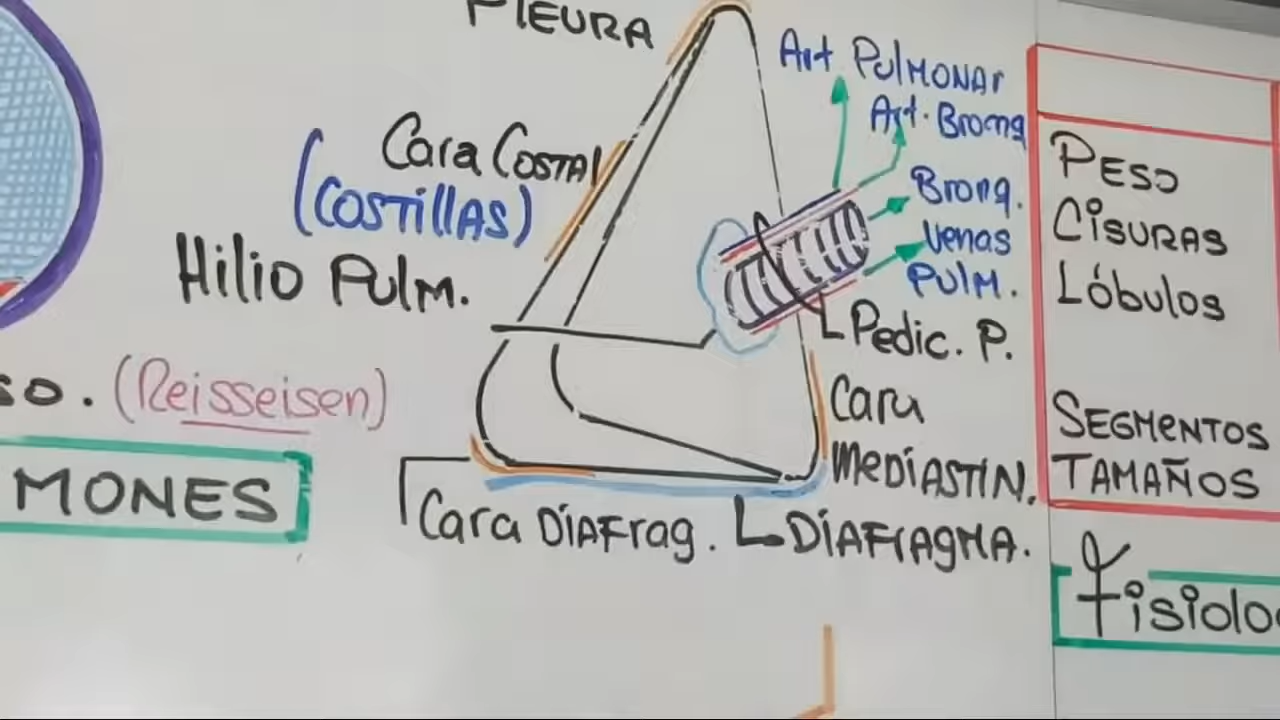 PLEURA
Art Pulmonar
Art. Bronq
Cara Costal
(Costillas)
Bronq.
Venas
Pulm.
Hilio Pulm.
Pedic. P.
(Reisseisen)
Cara
Mediastin.
MONES
Cara Diafrag.
Diafragma.
Peso
Cisuras
Lóbulos
Segmentos
Tamaños
Fisiolo